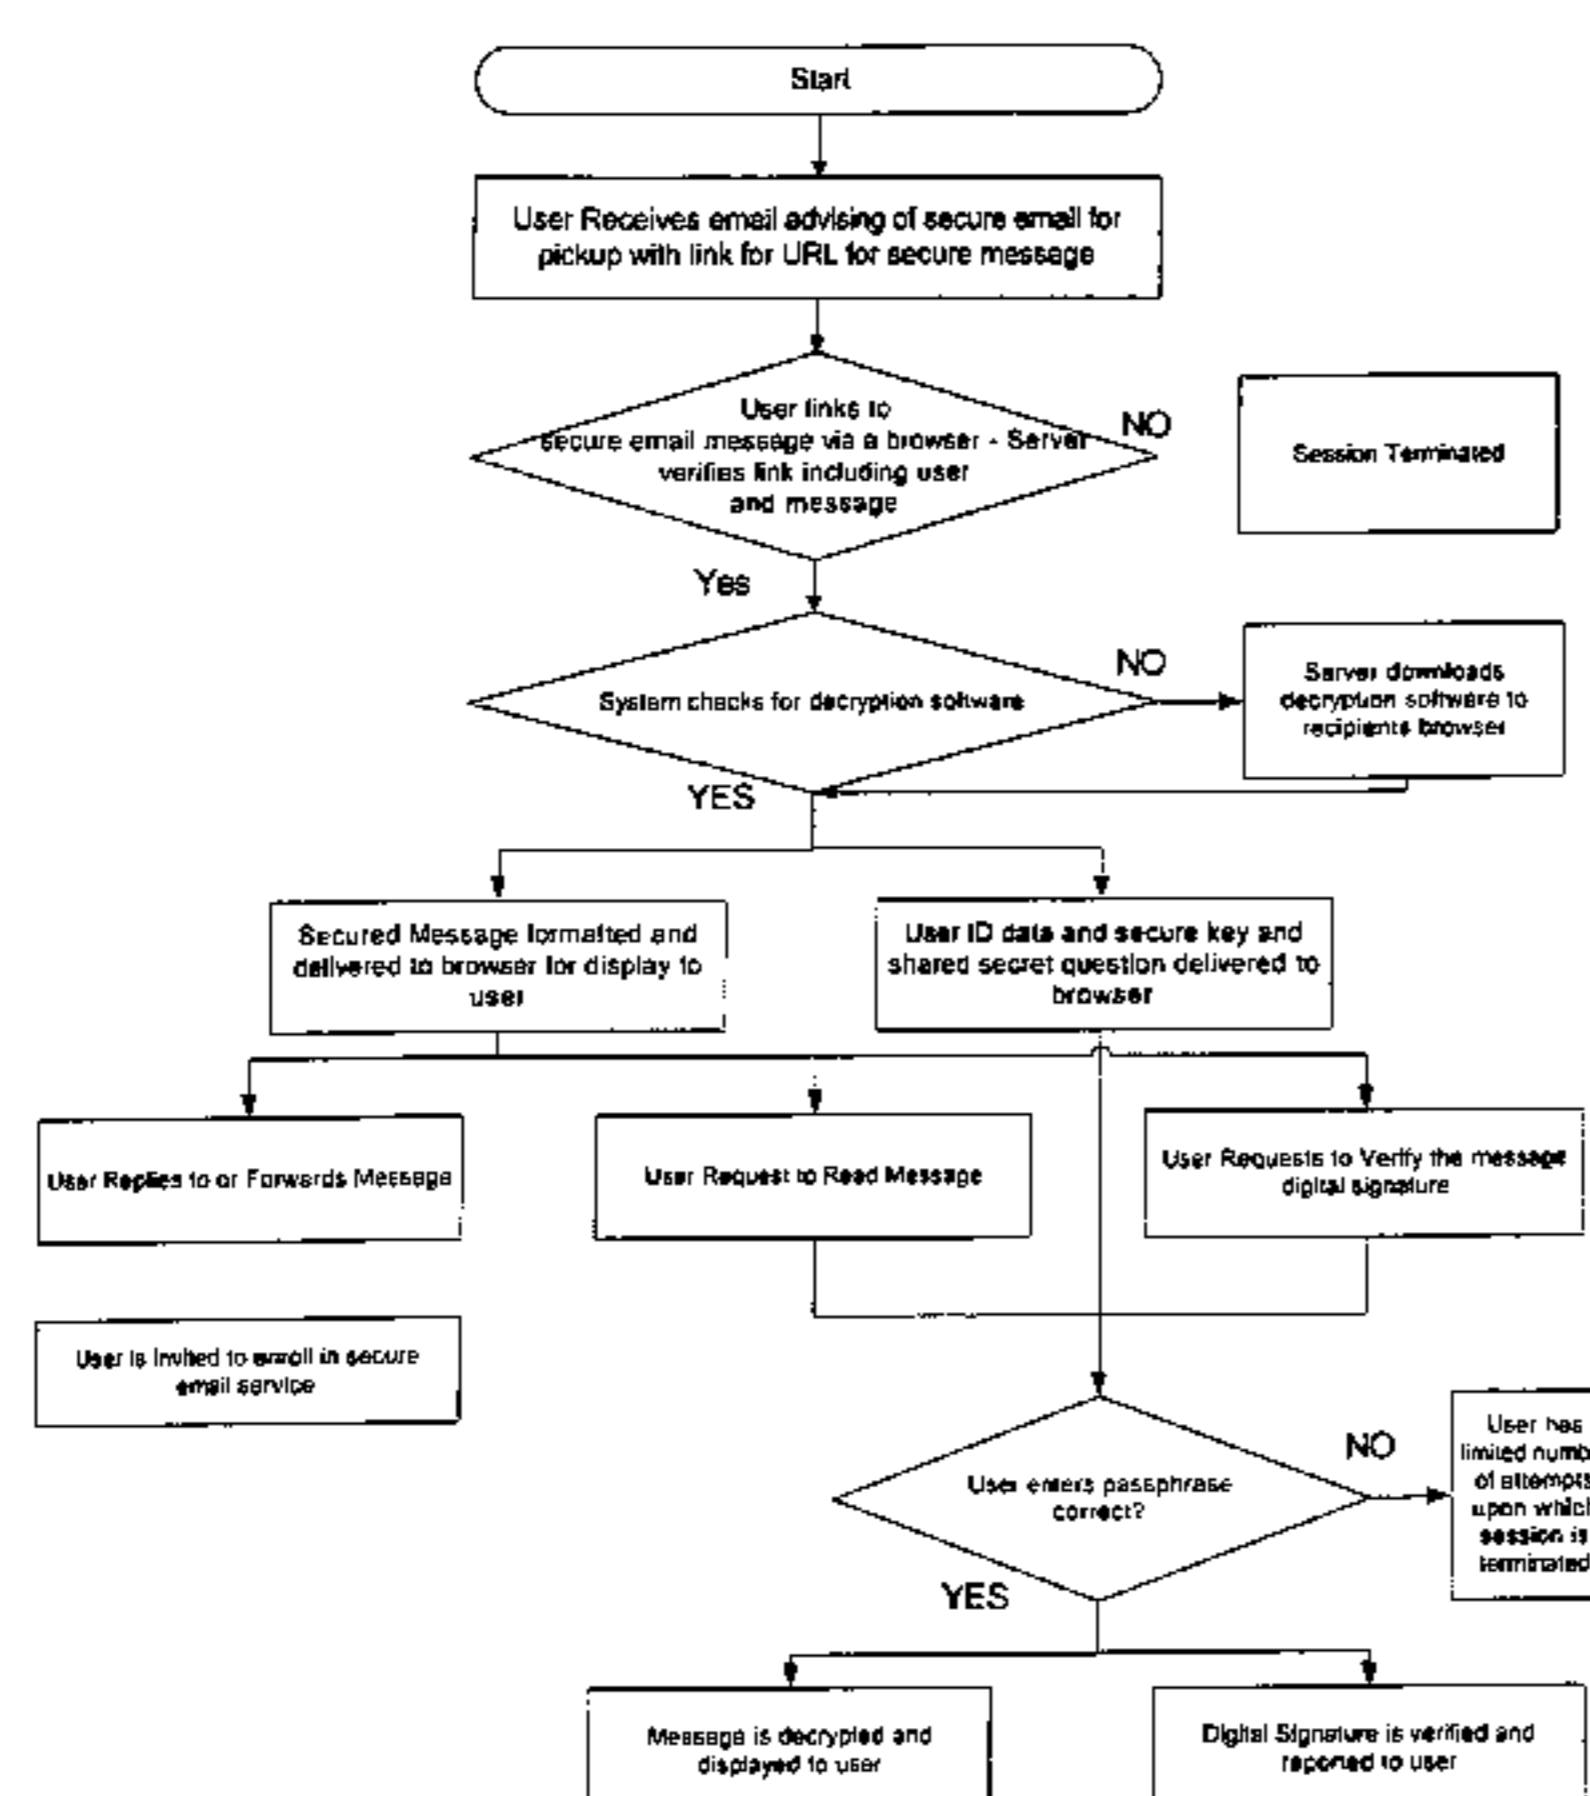 Start
User Receives email advising of secure email for
pickup with link for URL for secure message
User links to
secure email message via a browser - Server
verifies link including user
and message
NO
Session Terminated
Yes
System checks for decryption software
NO
Server downloads
decryption software to
recipients browser
YES
Secured Message formatted and
delivered to browser for display to
user
User ID data and secure key and
shared secret question delivered to
browser
User Replies to or Forwards Message
User Request to Read Message
User Requests to Verify the message
digital signature
User is Invited to enroll in secure
email service
User enters passphrase
correct?
NO
User has
limited numb
of attempts
upon which
session is
terminated
YES
Message is decrypted and
displayed to user
Digital Signature is verified and
reported to user